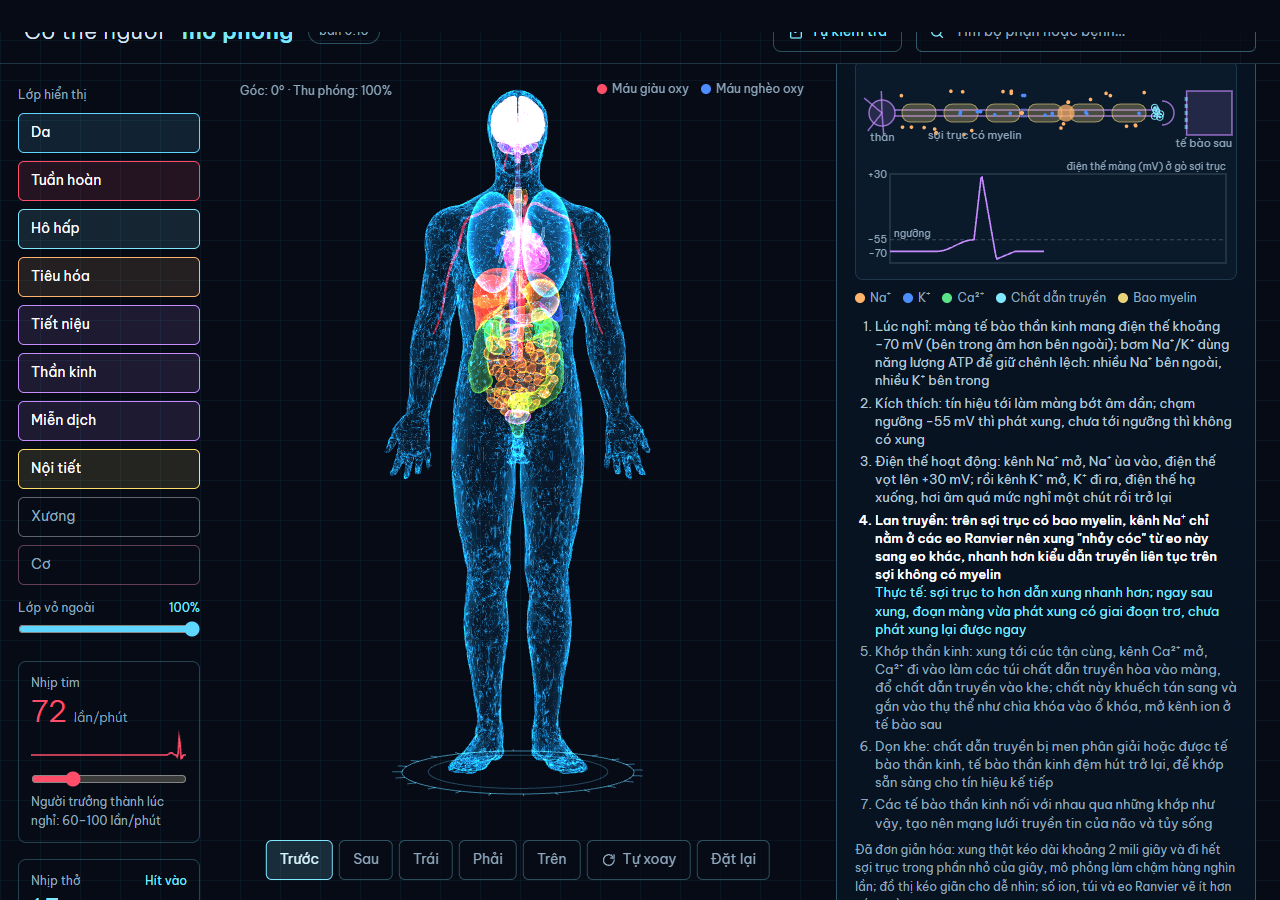 Cơ thể người mô phỏng
Tự kiểm tra
Tìm bộ phận hoặc bệnh...
Lớp hiển thị
Da
Tuần hoàn
Hô hấp
Tiêu hóa
Tiết niệu
Thần kinh
Miễn dịch
Nội tiết
Xương
Cơ
Lớp vỏ ngoài 100%
Nhịp tim
72 lần/phút
Người trưởng thành lúc
nghỉ: 60–100 lần/phút
Nhịp thở Hít vào
Góc: 0° · Thu phóng: 100%
Máu giàu oxy Máu nghèo oxy
Trước Sau Trái Phải Trên Tự xoay Đặt lại
thân
sợi trục có myelin
tế bào sau
điện thế màng (mV) ở gò sợi trục
+30
ngưỡng
−55
−70
Na⁺ K⁺ Ca²⁺ Chất dẫn truyền Bao myelin
1. Lúc nghỉ: màng tế bào thần kinh mang điện thế khoảng
−70 mV (bên trong âm hơn bên ngoài); bơm Na⁺/K⁺ dùng
năng lượng ATP để giữ chênh lệch: nhiều Na⁺ bên ngoài,
nhiều K⁺ bên trong
2. Kích thích: tín hiệu tới làm màng bớt âm dần; chạm
ngưỡng −55 mV thì phát xung, chưa tới ngưỡng thì không
có xung
3. Điện thế hoạt động: kênh Na⁺ mở, Na⁺ ùa vào, điện thế
vọt lên +30 mV; rồi kênh K⁺ mở, K⁺ đi ra, điện thế hạ
xuống, hơi âm quá mức nghỉ một chút rồi trở lại
4. Lan truyền: trên sợi trục có bao myelin, kênh Na⁺ chỉ
nằm ở các eo Ranvier nên xung "nhảy cóc" từ eo này
sang eo khác, nhanh hơn kiểu dẫn truyền liên tục trên
sợi không có myelin
Thực tế: sợi trục to hơn dẫn xung nhanh hơn; ngay sau
xung, đoạn màng vừa phát xung có giai đoạn trơ, chưa
phát xung lại được ngay
5. Khớp thần kinh: xung tới cúc tận cùng, kênh Ca²⁺ mở,
Ca²⁺ đi vào làm các túi chất dẫn truyền hòa vào màng,
đổ chất dẫn truyền vào khe; chất này khuếch tán sang và
gắn vào thụ thể như chìa khóa vào ổ khóa, mở kênh ion ở
tế bào sau
6. Dọn khe: chất dẫn truyền bị men phân giải hoặc được tế
bào thần kinh, tế bào thần kinh đệm hút trở lại, để khớp
sẵn sàng cho tín hiệu kế tiếp
7. Các tế bào thần kinh nối với nhau qua những khớp như
vậy, tạo nên mạng lưới truyền tin của não và tủy sống
Đã đơn giản hóa: xung thật kéo dài khoảng 2 mili giây và đi hết
sợi trục trong phần nhỏ của giây, mô phỏng làm chậm hàng nghìn
lần; đồ thị kéo giãn cho dễ nhìn; số ion, túi và eo Ranvier vẽ ít hơn